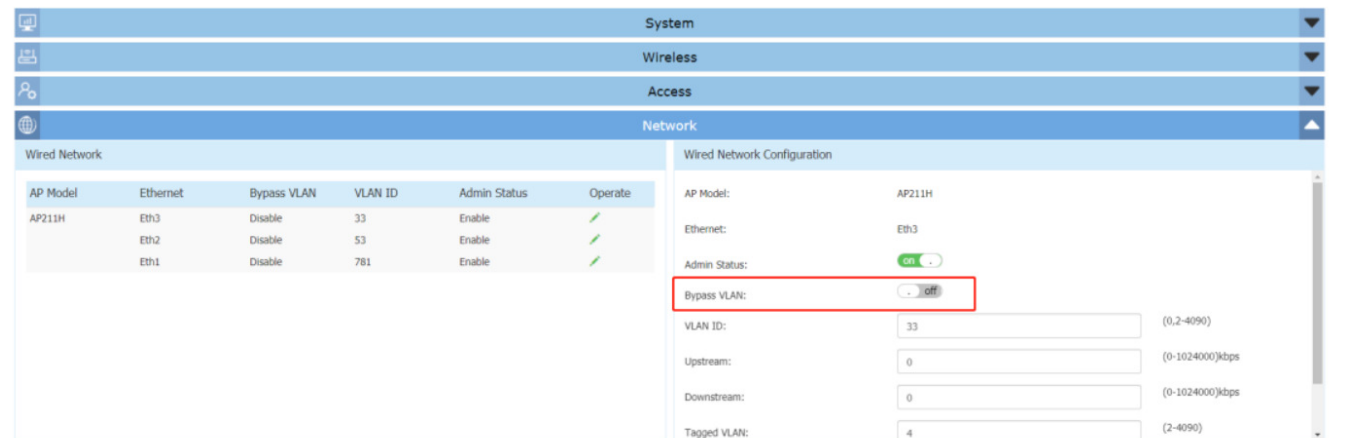 System
Wireless
Access
Network
Wired Network
AP Model Ethernet Bypass VLAN VLAN ID Admin Status Operate
AP211H Eth3 Disable 33 Enable
Eth2 Disable 53 Enable
Eth1 Disable 781 Enable
Wired Network Configuration
AP Model: AP211H
Ethernet: Eth3
Admin Status: on
Bypass VLAN: off
VLAN ID: 33 (0,2-4090)
Upstream: 0 (0-1024000)kbps
Downstream: 0 (0-1024000)kbps
Tagged VLAN: 4 (2-4090)